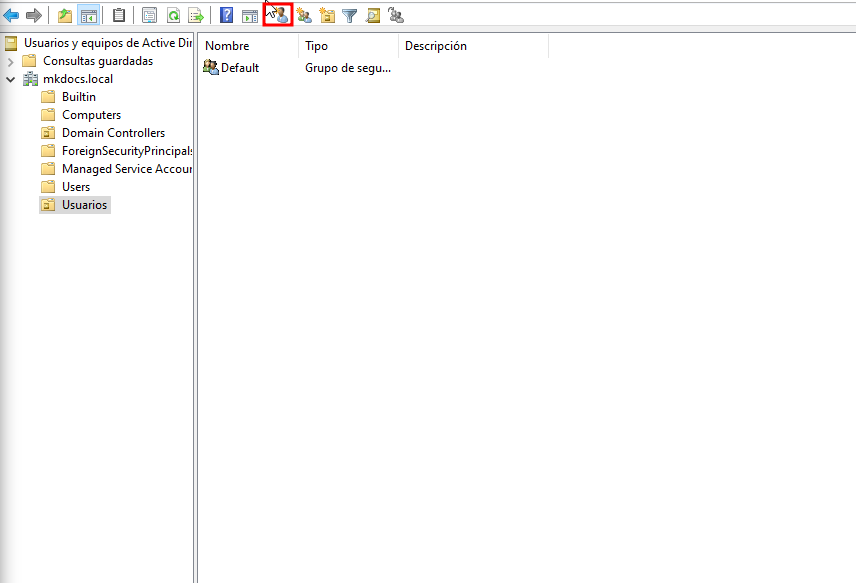 Usuarios y equipos de Active Dir
Consultas guardadas
mkdocs.local
Builtin
Computers
Domain Controllers
ForeignSecurityPrincipals
Managed Service Accoun
Users
Usuarios
Nombre Tipo Descripción
Default Grupo de segu...